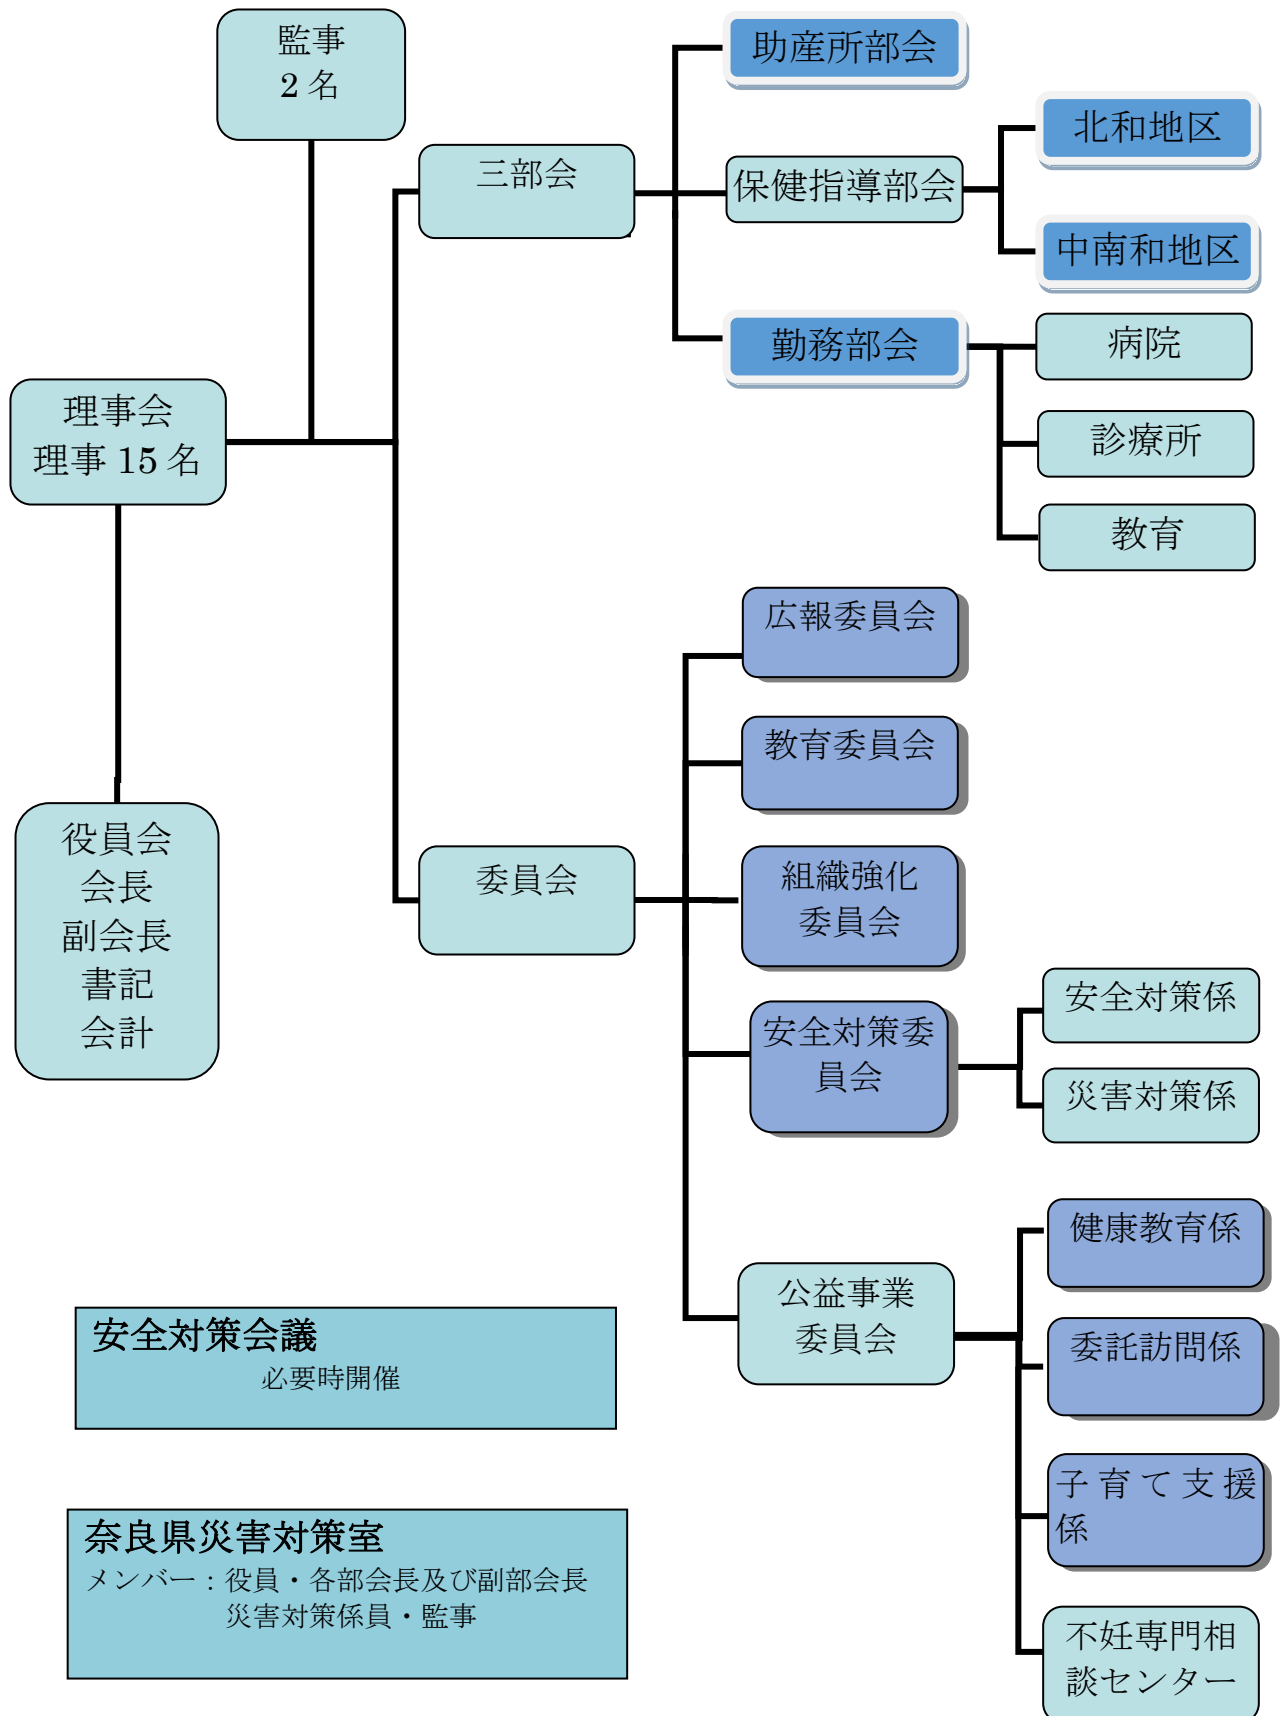 監事
2名
助産所部会
北和地区
三部会
保健指導部会
中南和地区
勤務部会
病院
理事会
理事 15 名
診療所
教育
広報委員会
教育委員会
役員会
会長
副会長
書記
会計
委員会
組織強化
委員会
安全対策委
員会
安全対策係
災害対策係
健康教育係
公益事業
委員会
委託訪問係
子育て支援
係
不妊専門相
談センター
安全対策会議
必要時開催
奈良県災害対策室
メンバー：役員・各部会長及び副部会長
災害対策係員・監事